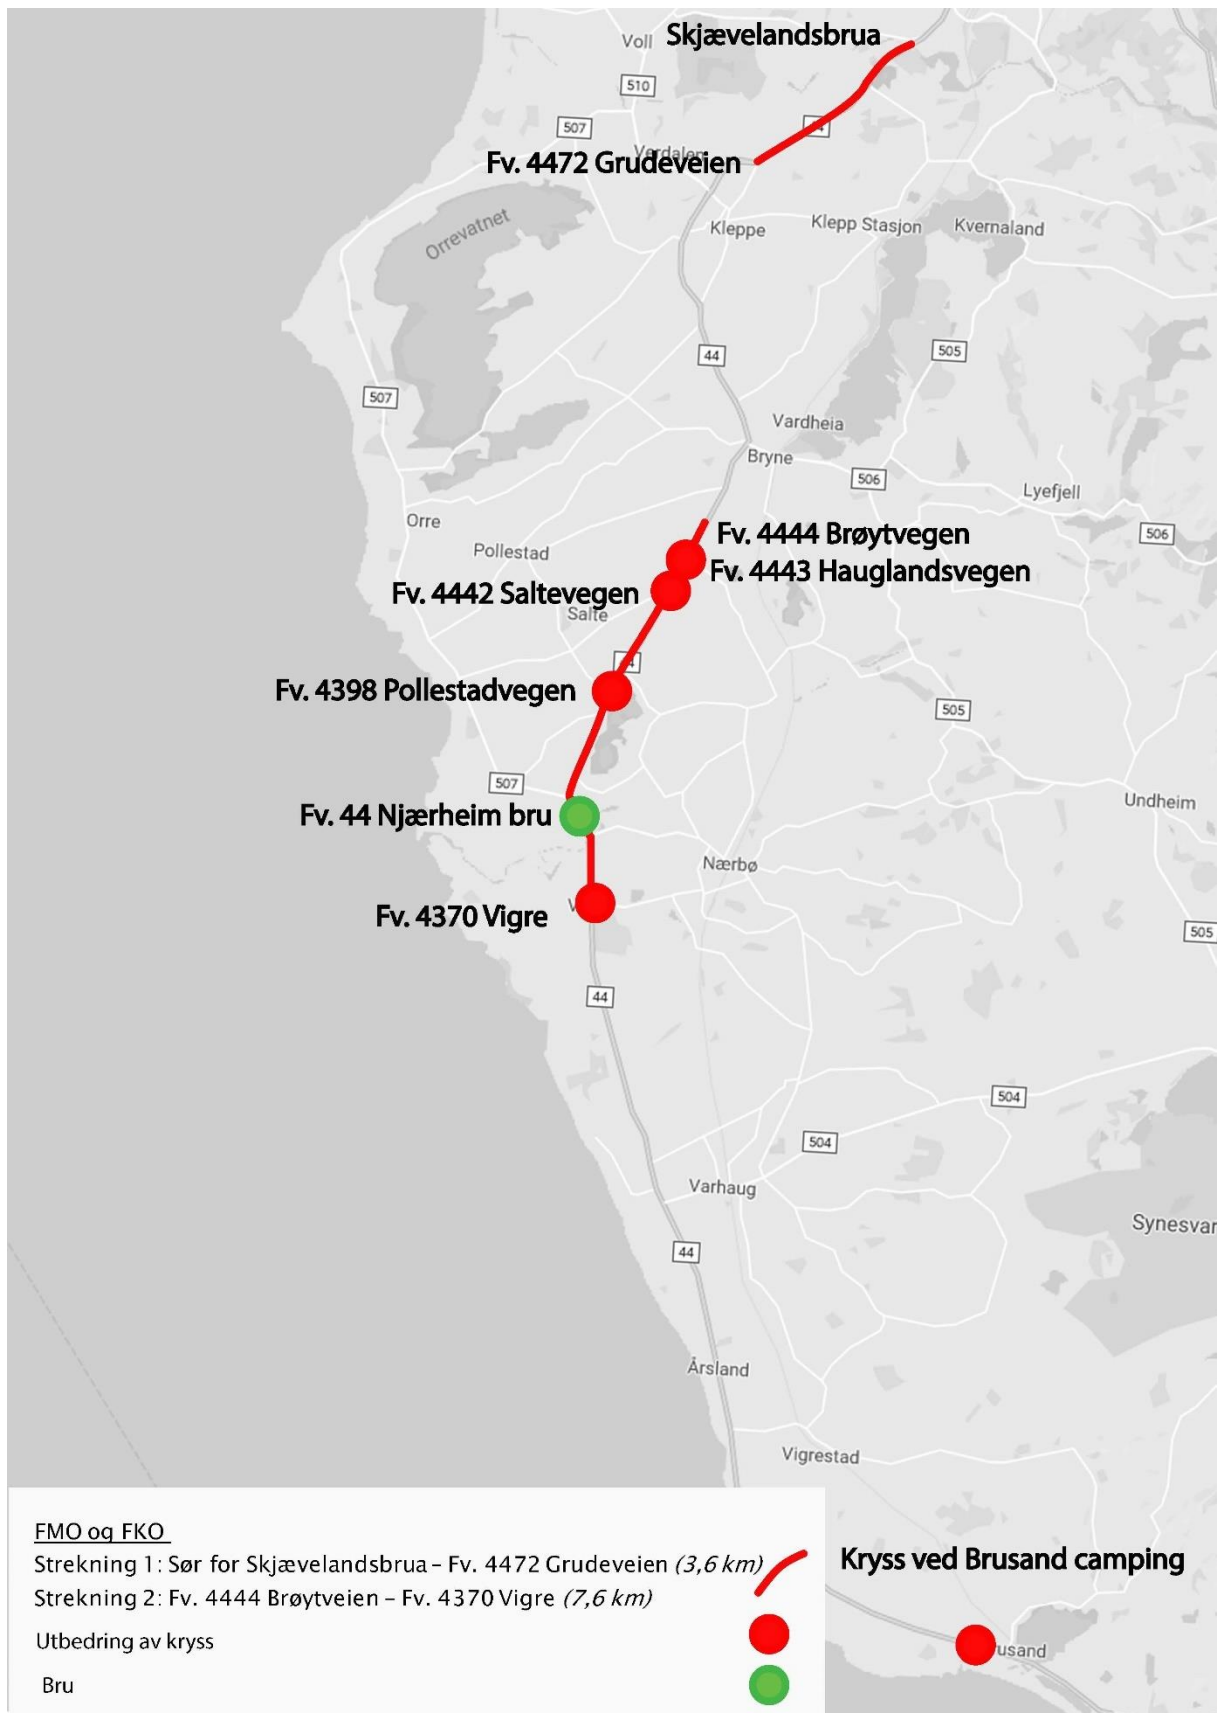 Voll
Skjævelandsbrua
510
507
Verdalen
Fv. 4472 Grudeveien
Orrevatnet
Kleppe
Klepp Stasjon
Kvernaland
44
505
507
Vardheia
Bryne
506
Lyefjell
Orre
506
Fv. 4444 Brøytvegen
Pollestad
Fv. 4443 Hauglandsvegen
Fv. 4442 Saltevegen
Salte
Fv. 4398 Pollestadvegen
505
507
Undheim
Fv. 44 Njærheim bru
Nærbø
Fv. 4370 Vigre
505
44
504
504
Varhaug
Synesvar
44
Årsland
Vigrestad
FMO og FKO
Strekning 1: Sør for Skjævelandsbrua – Fv. 4472 Grudeveien (3,6 km)
Strekning 2: Fv. 4444 Brøytveien – Fv. 4370 Vigre (7,6 km)
Utbedring av kryss
Bru
Kryss ved Brusand camping
usand